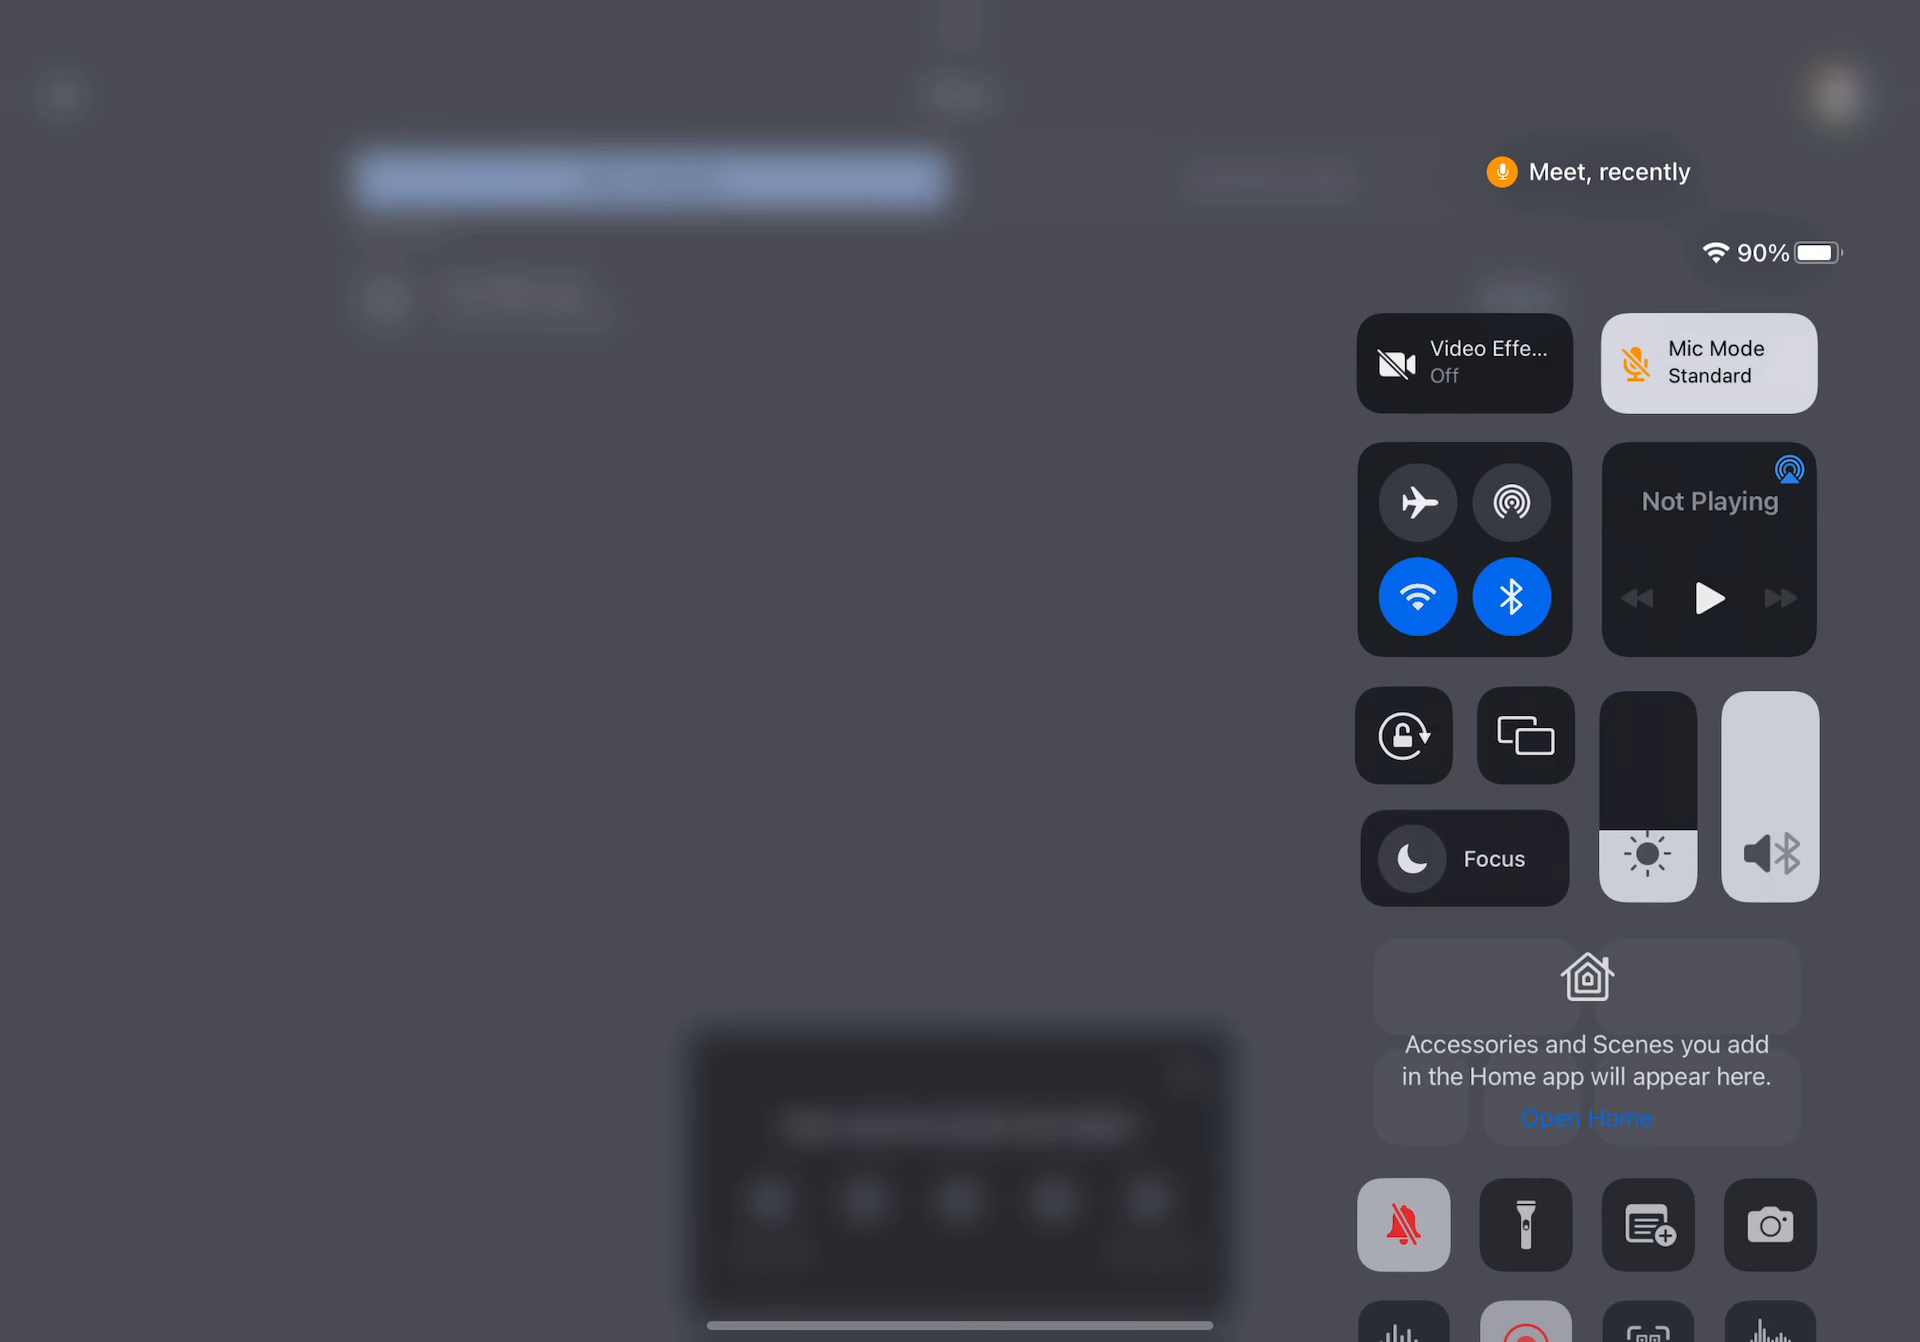 Meet, recently
90%
Video Effe...
Off
Mic Mode
Standard
Not Playing
Focus
Accessories and Scenes you add
in the Home app will appear here.
Open Home